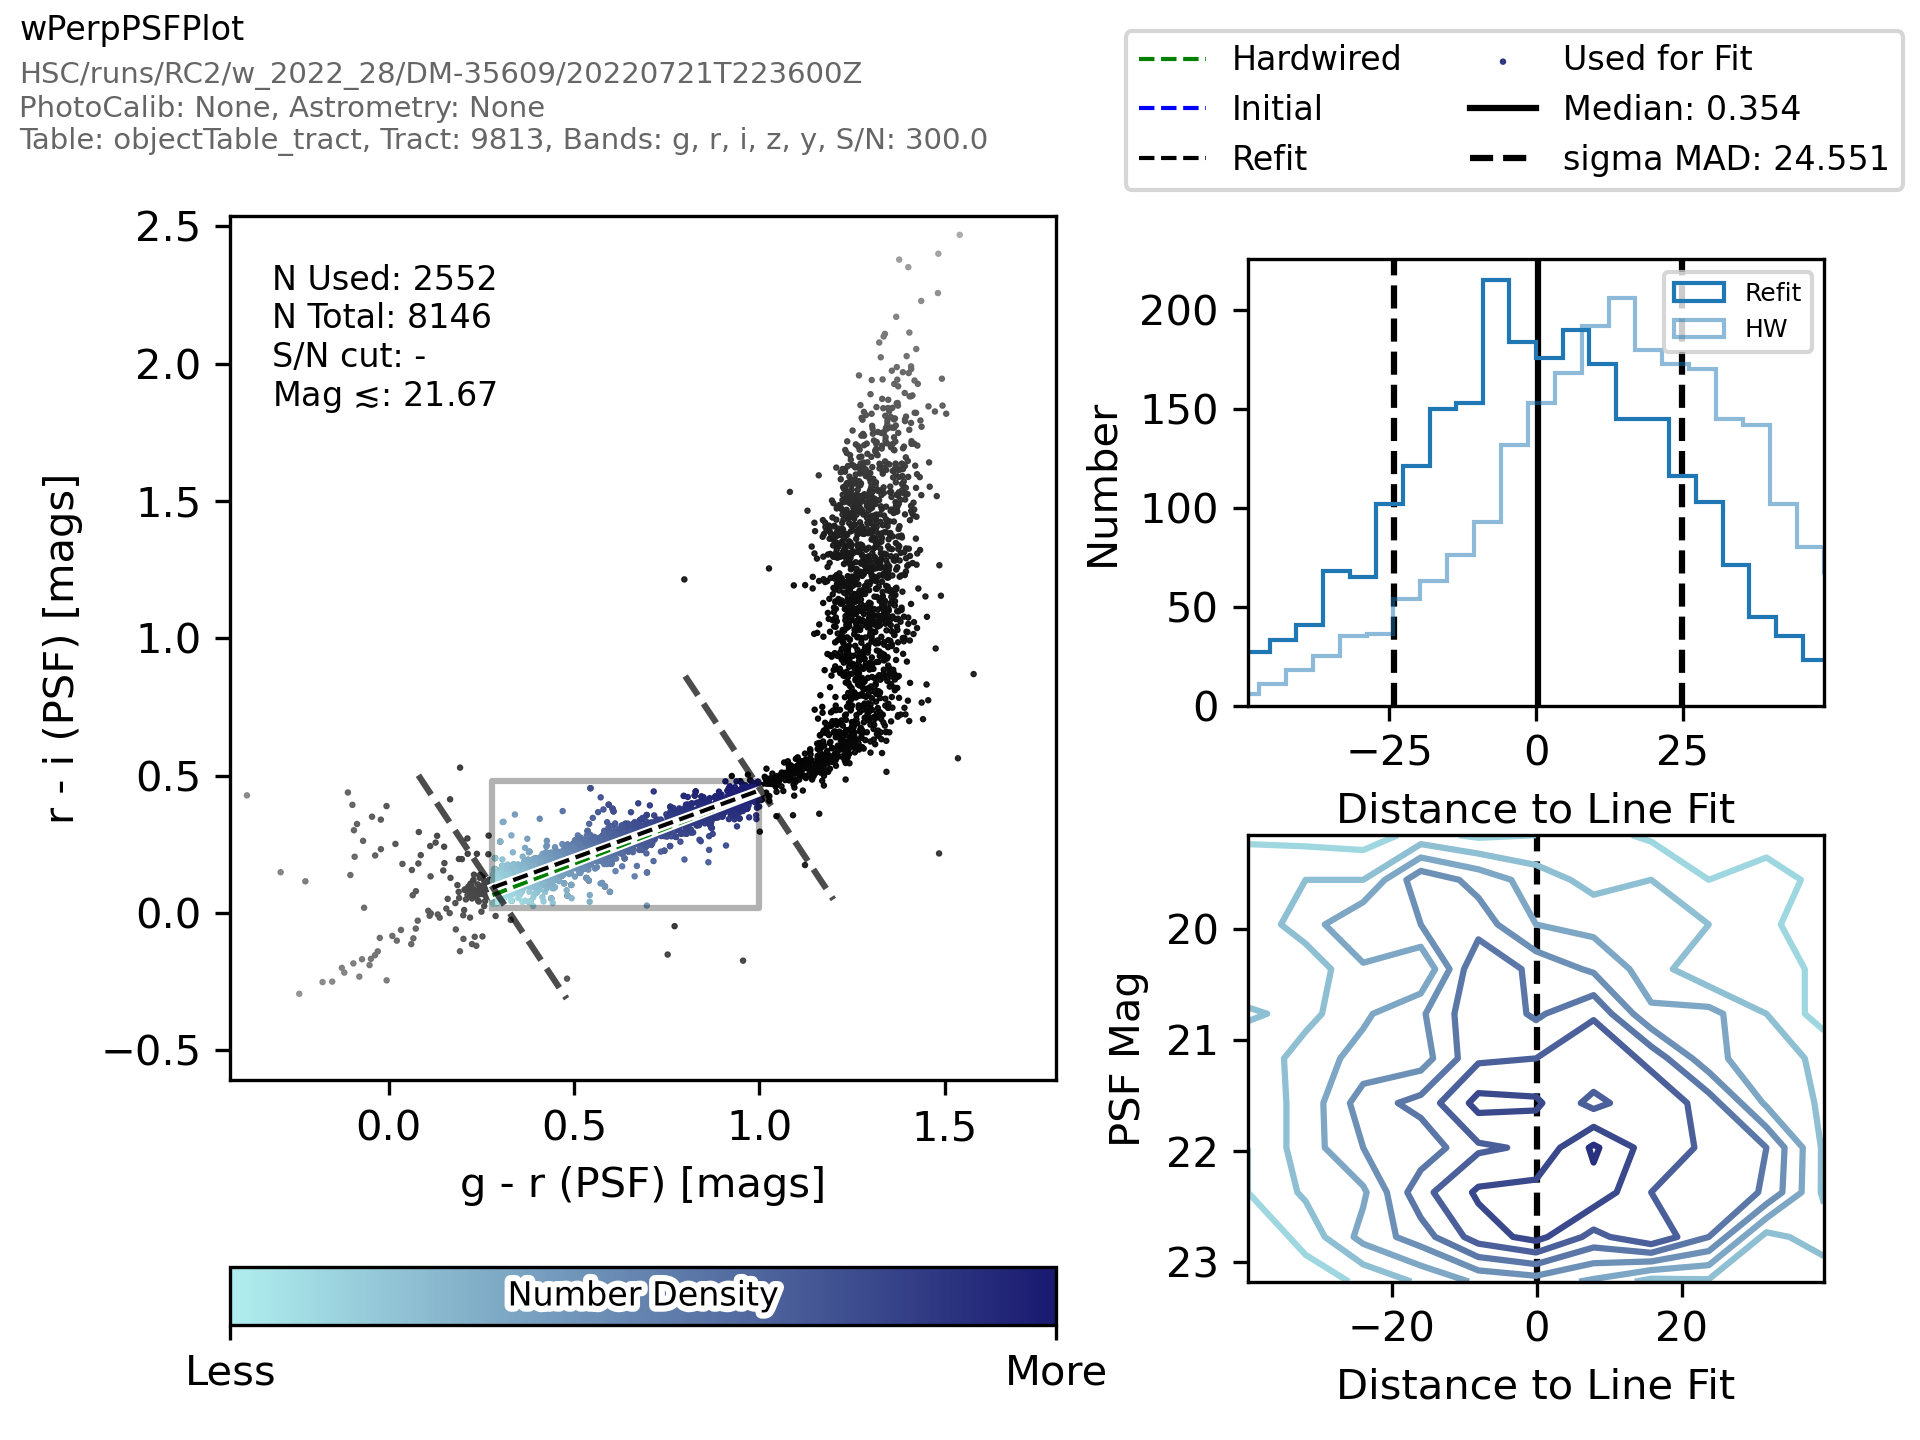 wPerpPSFPlot
HSC/runs/RC2/w_2022_28/DM-35609/20220721T223600Z
PhotoCalib: None, Astrometry: None
Table: objectTable_tract, Tract: 9813, Bands: g, r, i, z, y, S/N: 300.0
Hardwired
Initial
Refit
Used for Fit
Median: 0.354
sigma MAD: 24.551
N Used: 2552
N Total: 8146
S/N cut: -
Mag ≲: 21.67
2.5
2.0
1.5
1.0
0.5
0.0
−0.5
r - i (PSF) [mags]
0.0
0.5
1.0
1.5
g - r (PSF) [mags]
Number Density
Less
More
Refit
HW
200
150
100
50
0
Number
−25
0
25
Distance to Line Fit
20
21
22
23
PSF Mag
−20
0
20
Distance to Line Fit